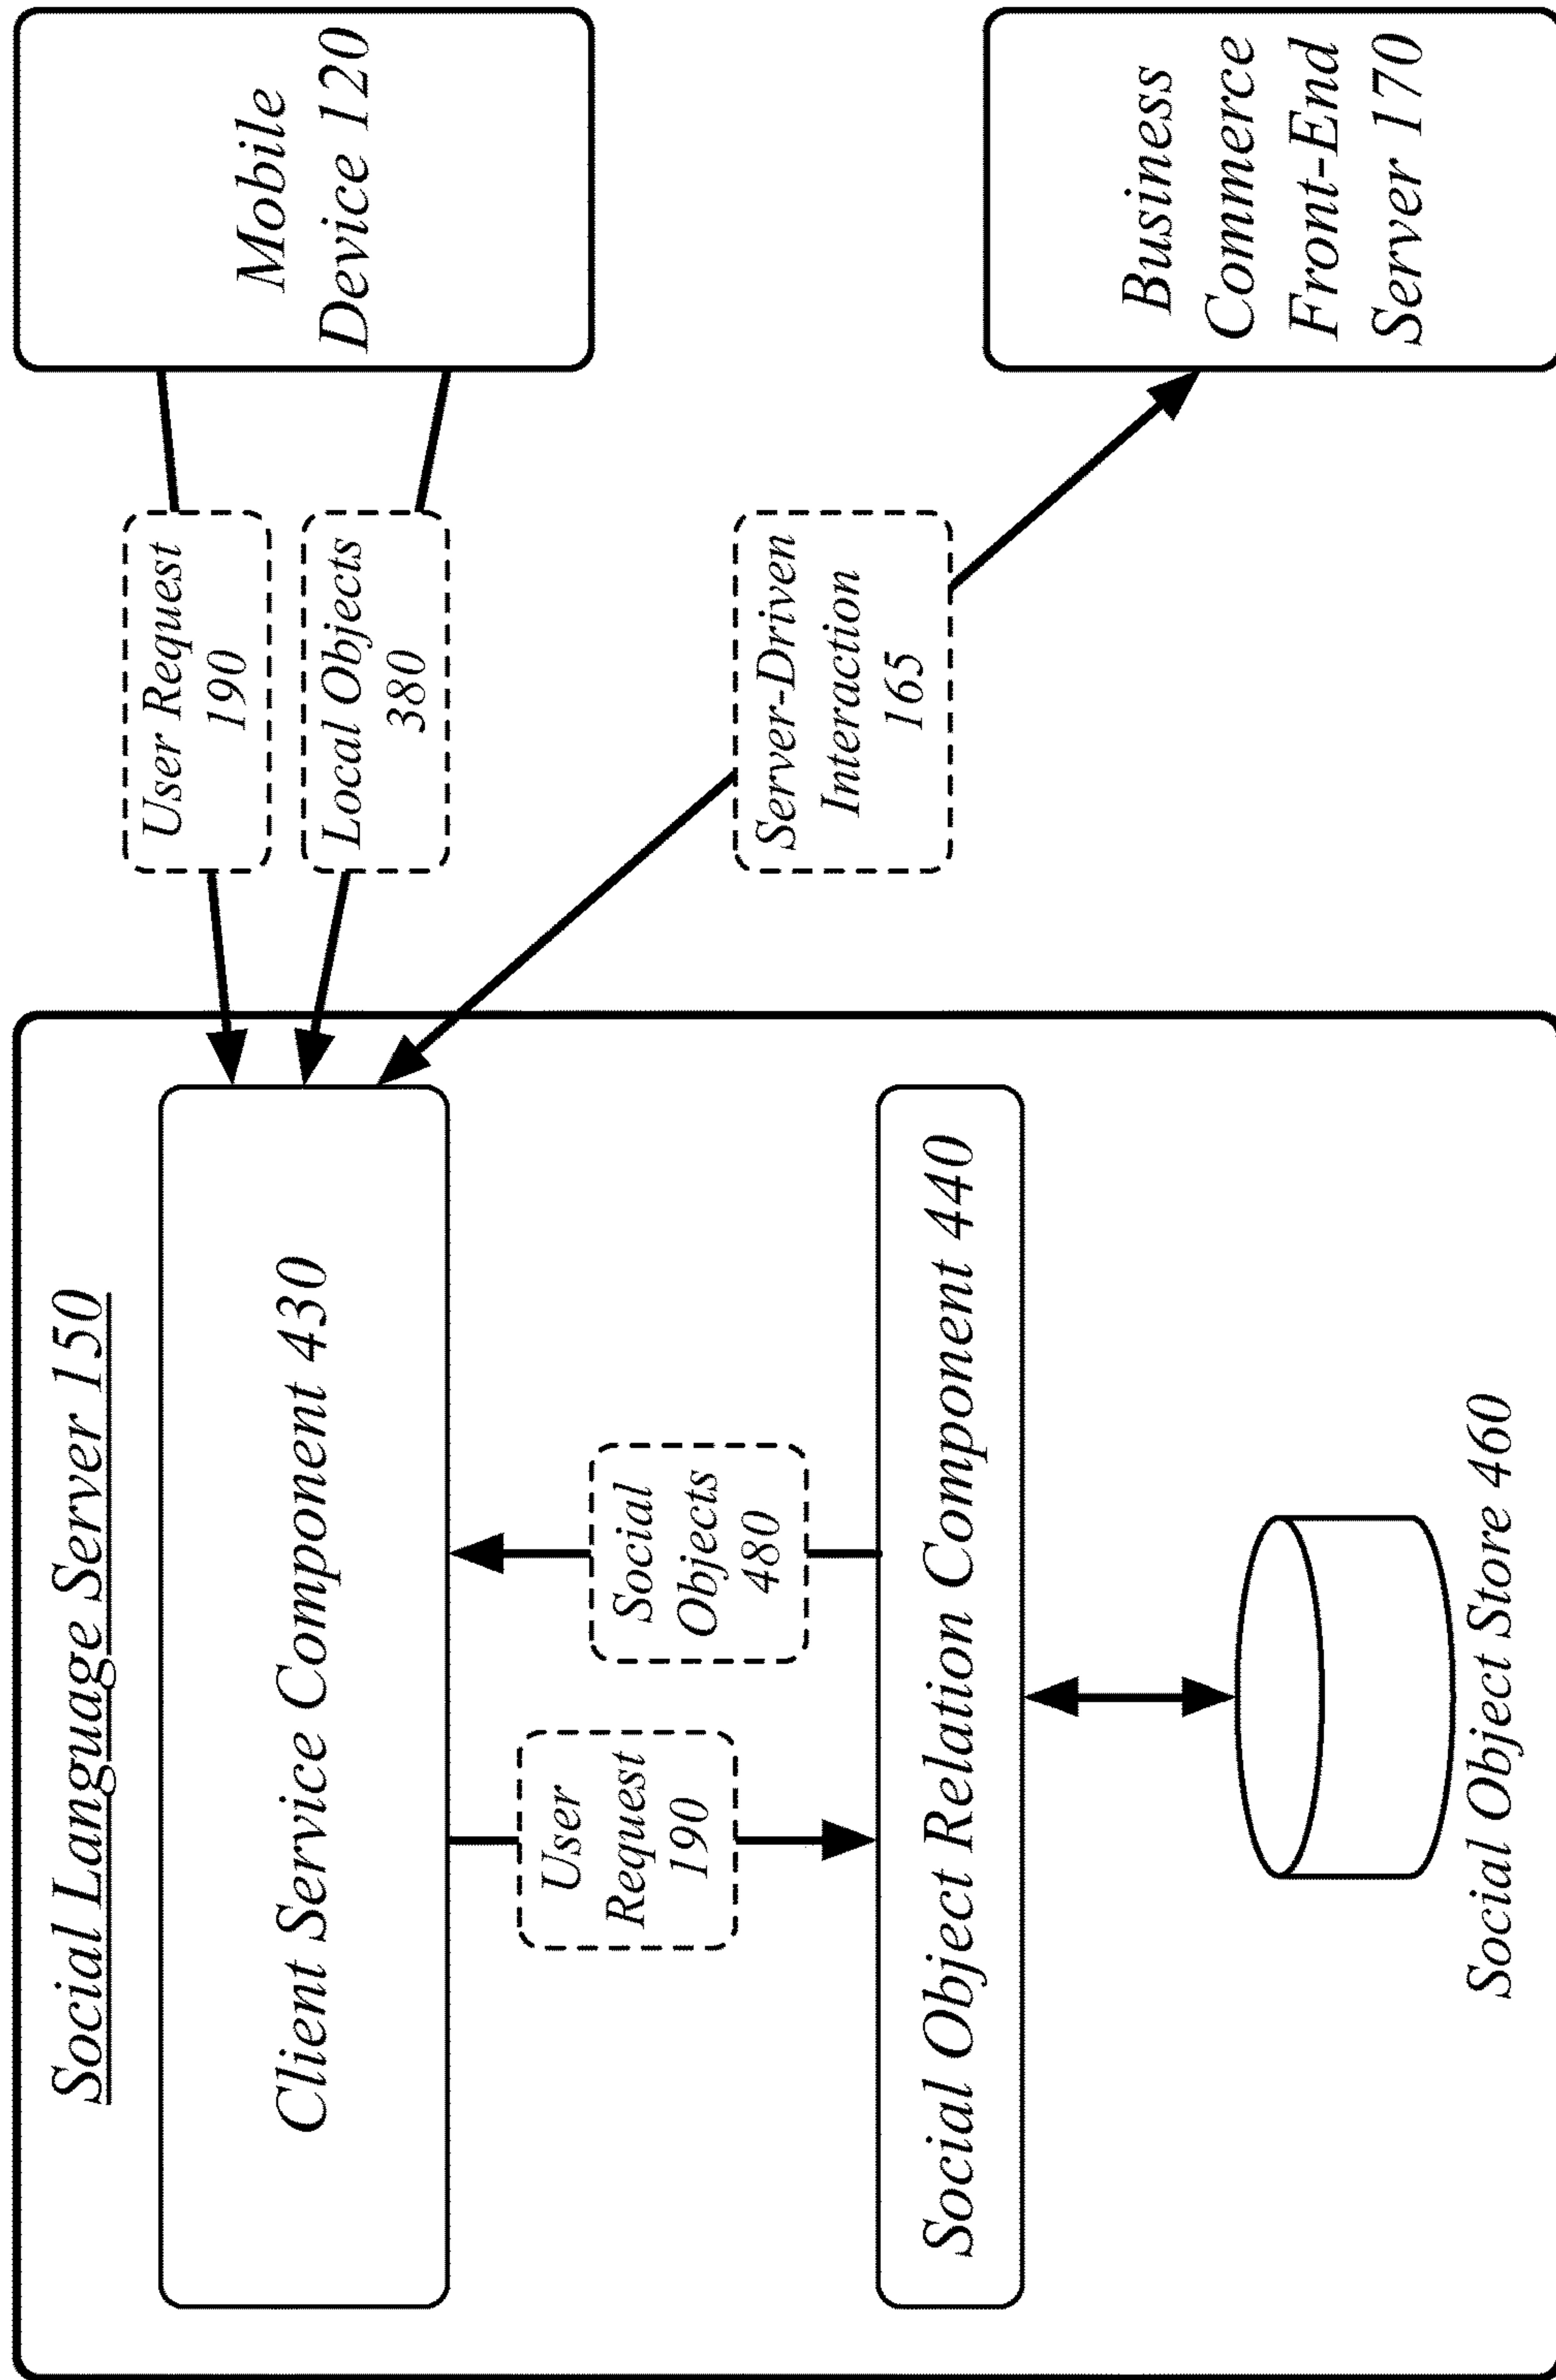 Social Language Server 150
Client Service Component 430
User
Request
190
Social
Objects
480
Social Object Relation Component 440
Social Object Store 460
User Request
190
Local Objects
380
Server-Driven
Interaction
165
Mobile
Device 120
Business
Commerce
Front-End
Server 170